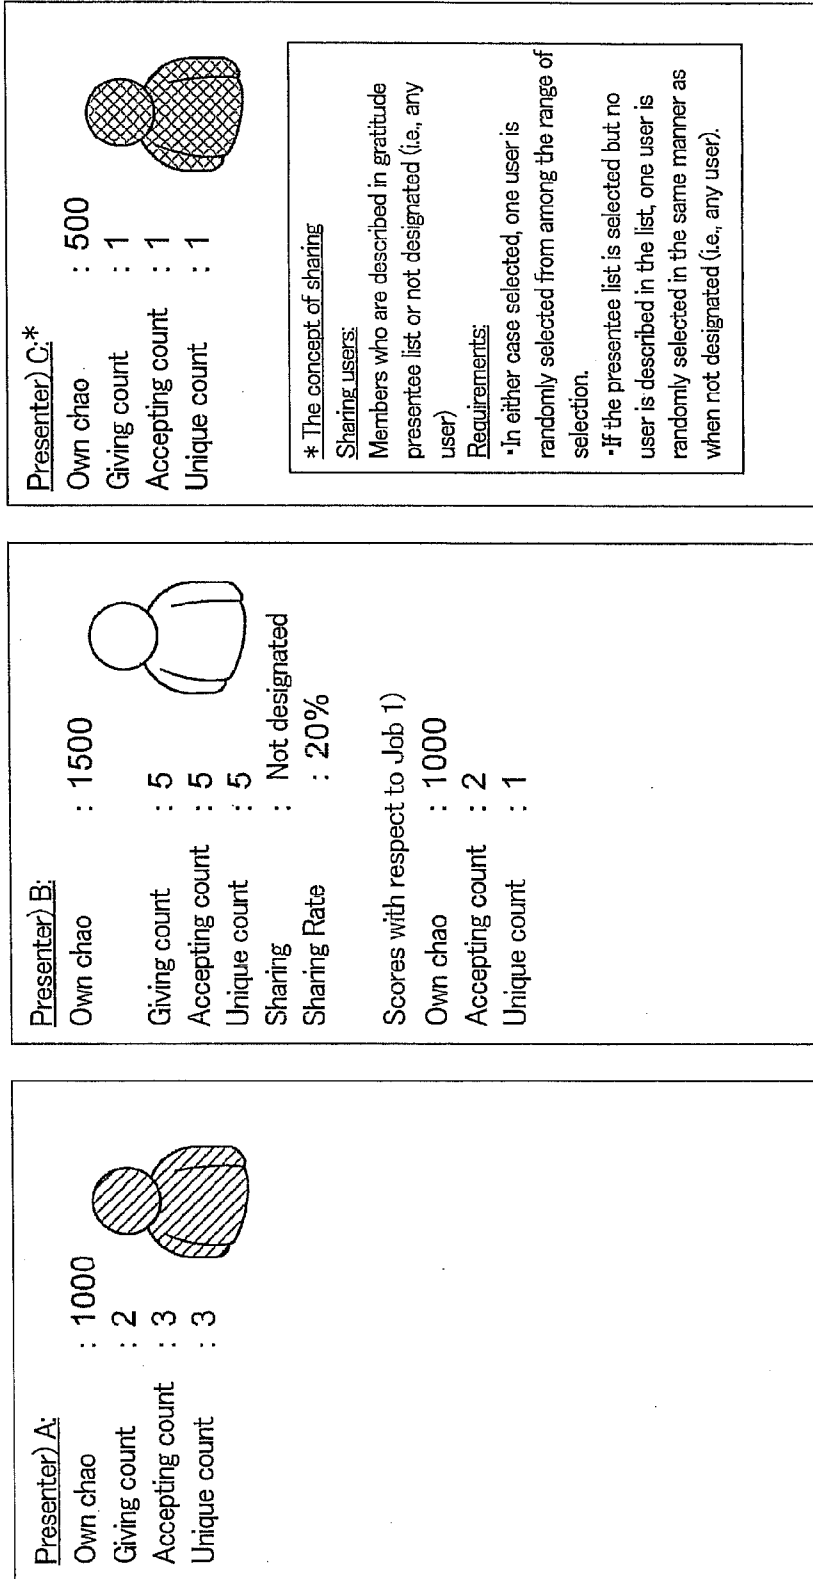 Presenter) A:
Own chao : 1000
Giving count : 2
Accepting count : 3
Unique count : 3
Presenter) B:
Own chao : 1500
Giving count : 5
Accepting count : 5
Unique count : 5
Sharing : Not designated
Sharing Rate : 20%
Scores with respect to Job 1)
Own chao : 1000
Accepting count : 2
Unique count : 1
Presenter) C:*
Own chao : 500
Giving count : 1
Accepting count : 1
Unique count : 1
* The concept of sharing
Sharing users:
Members who are described in gratitude
presentee list or not designated (i.e., any
user)
Requirements:
·In either case selected, one user is
randomly selected from among the range of
selection.
·If the presentee list is selected but no
user is described in the list, one user is
randomly selected in the same manner as
when not designated (i.e., any user).